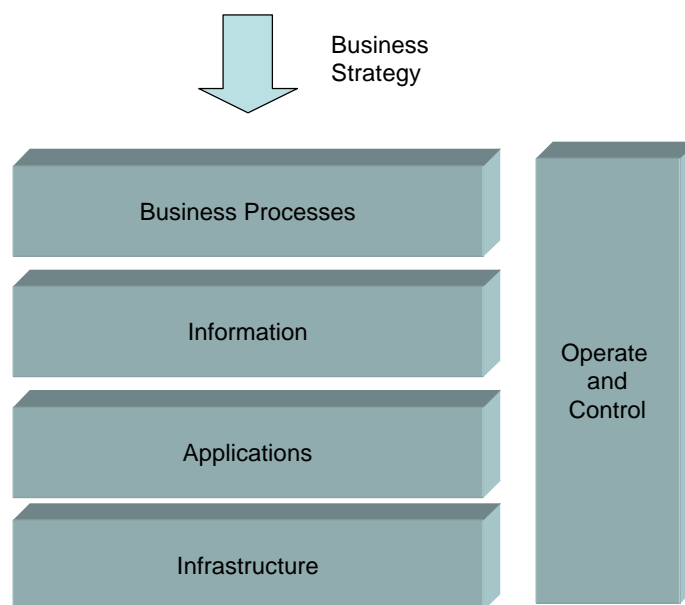 Business
Strategy
Business Processes
Information
Applications
Infrastructure
Operate
and
Control